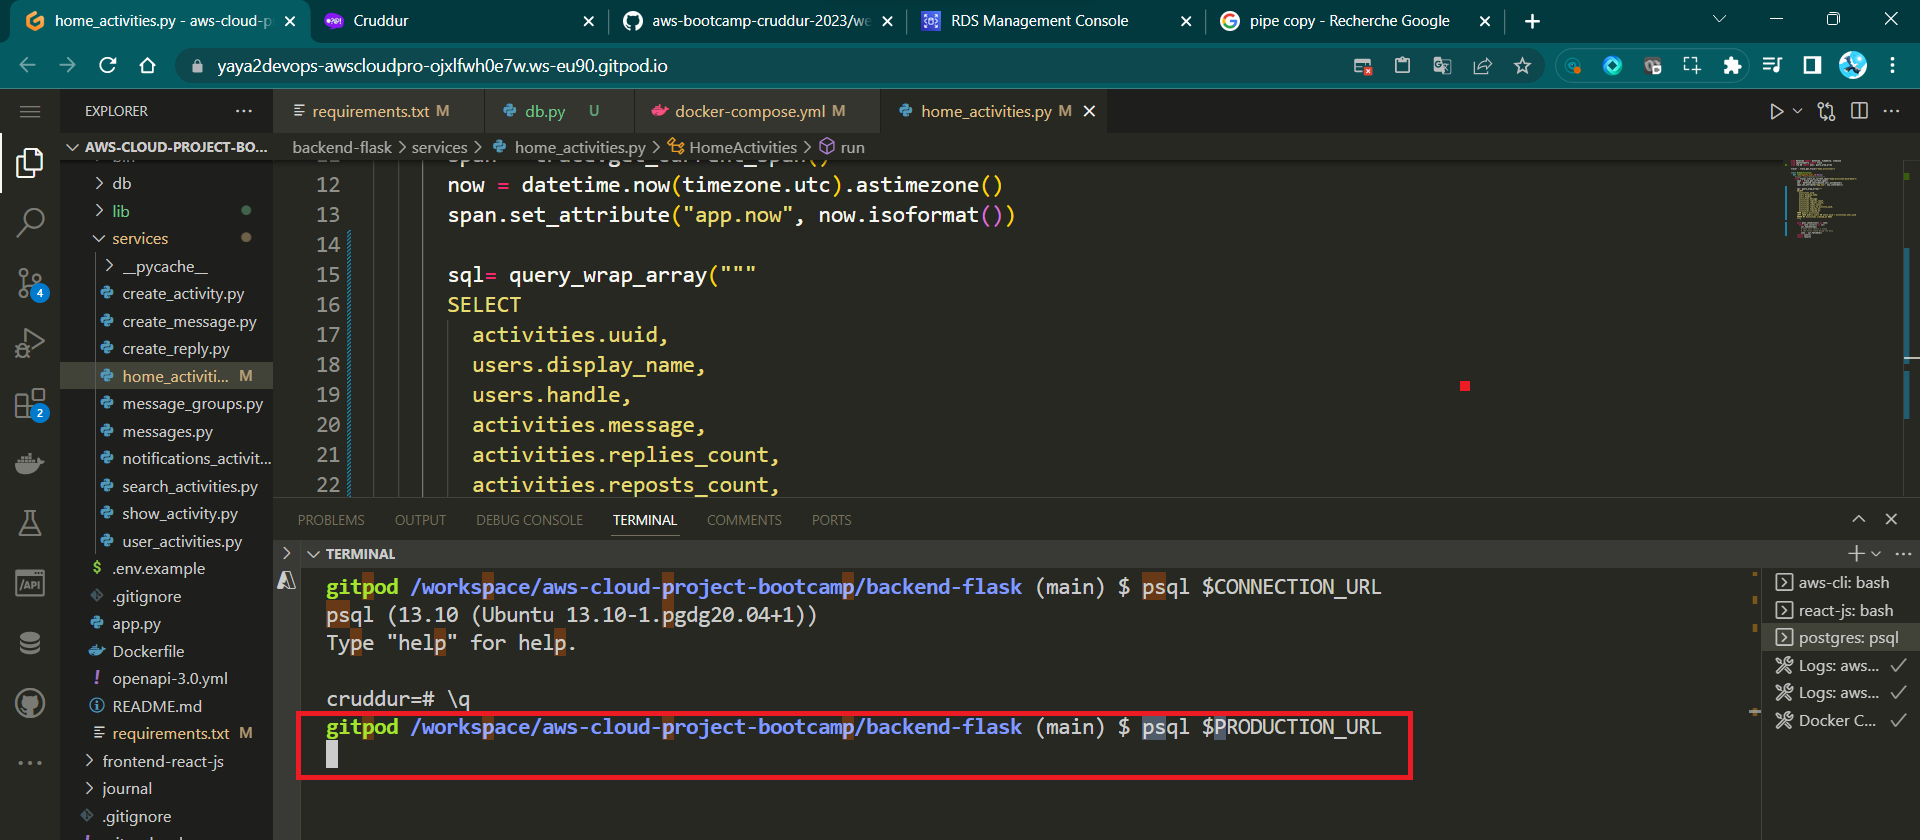 home_activities.py - aws-cloud-p
Cruddur
aws-bootcamp-cruddur-2023/we
RDS Management Console
pipe copy - Recherche Google
yaya2devops-awscloudpro-ojxlfwh0e7w.ws-eu90.gitpod.io
EXPLORER
requirements.txt M
db.py U
docker-compose.yml M
home_activities.py M
AWS-CLOUD-PROJECT-BO...
backend-flask > services > home_activities.py > HomeActivities > run
db
lib
services
__pycache__
create_activity.py
create_message.py
create_reply.py
home_activiti... M
message_groups.py
messages.py
notifications_activit...
search_activities.py
show_activity.py
user_activities.py
.env.example
.gitignore
app.py
Dockerfile
openapi-3.0.yml
README.md
requirements.txt M
frontend-react-js
journal
.gitignore
4
2
/API
12 now = datetime.now(timezone.utc).astimezone()
13 span.set_attribute("app.now", now.isoformat())
14
15 sql= query_wrap_array("""
16 SELECT
17 activities.uuid,
18 users.display_name,
19 users.handle,
20 activities.message,
21 activities.replies_count,
22 activities.reposts_count,
PROBLEMS
OUTPUT
DEBUG CONSOLE
TERMINAL
COMMENTS
PORTS
TERMINAL
gitpod /workspace/aws-cloud-project-bootcamp/backend-flask (main) $ psql $CONNECTION_URL
psql (13.10 (Ubuntu 13.10-1.pgdg20.04+1))
Type "help" for help.
cruddur=# \q
gitpod /workspace/aws-cloud-project-bootcamp/backend-flask (main) $ psql $PRODUCTION_URL
aws-cli: bash
react-js: bash
postgres: psql
Logs: aws...
Logs: aws...
Docker C...